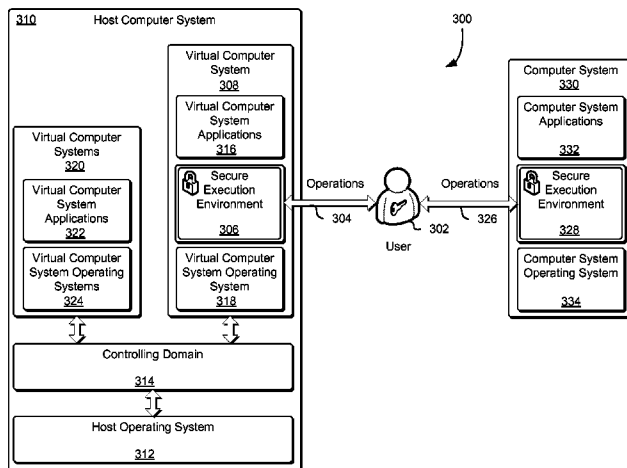 310
Host Computer System
Virtual Computer
Systems
320
Virtual Computer
System
Applications
322
Virtual Computer
System Operating
Systems
324
Virtual Computer
System
308
Virtual Computer
System
Applications
316
Secure
Execution
Environment
306
Virtual Computer
System Operating
System
318
Controlling Domain
314
Host Operating System
312
Operations
304
302
User
Operations
326
300
Computer System
330
Computer System
Applications
332
Secure
Execution
Environment
328
Computer System
Operating System
334